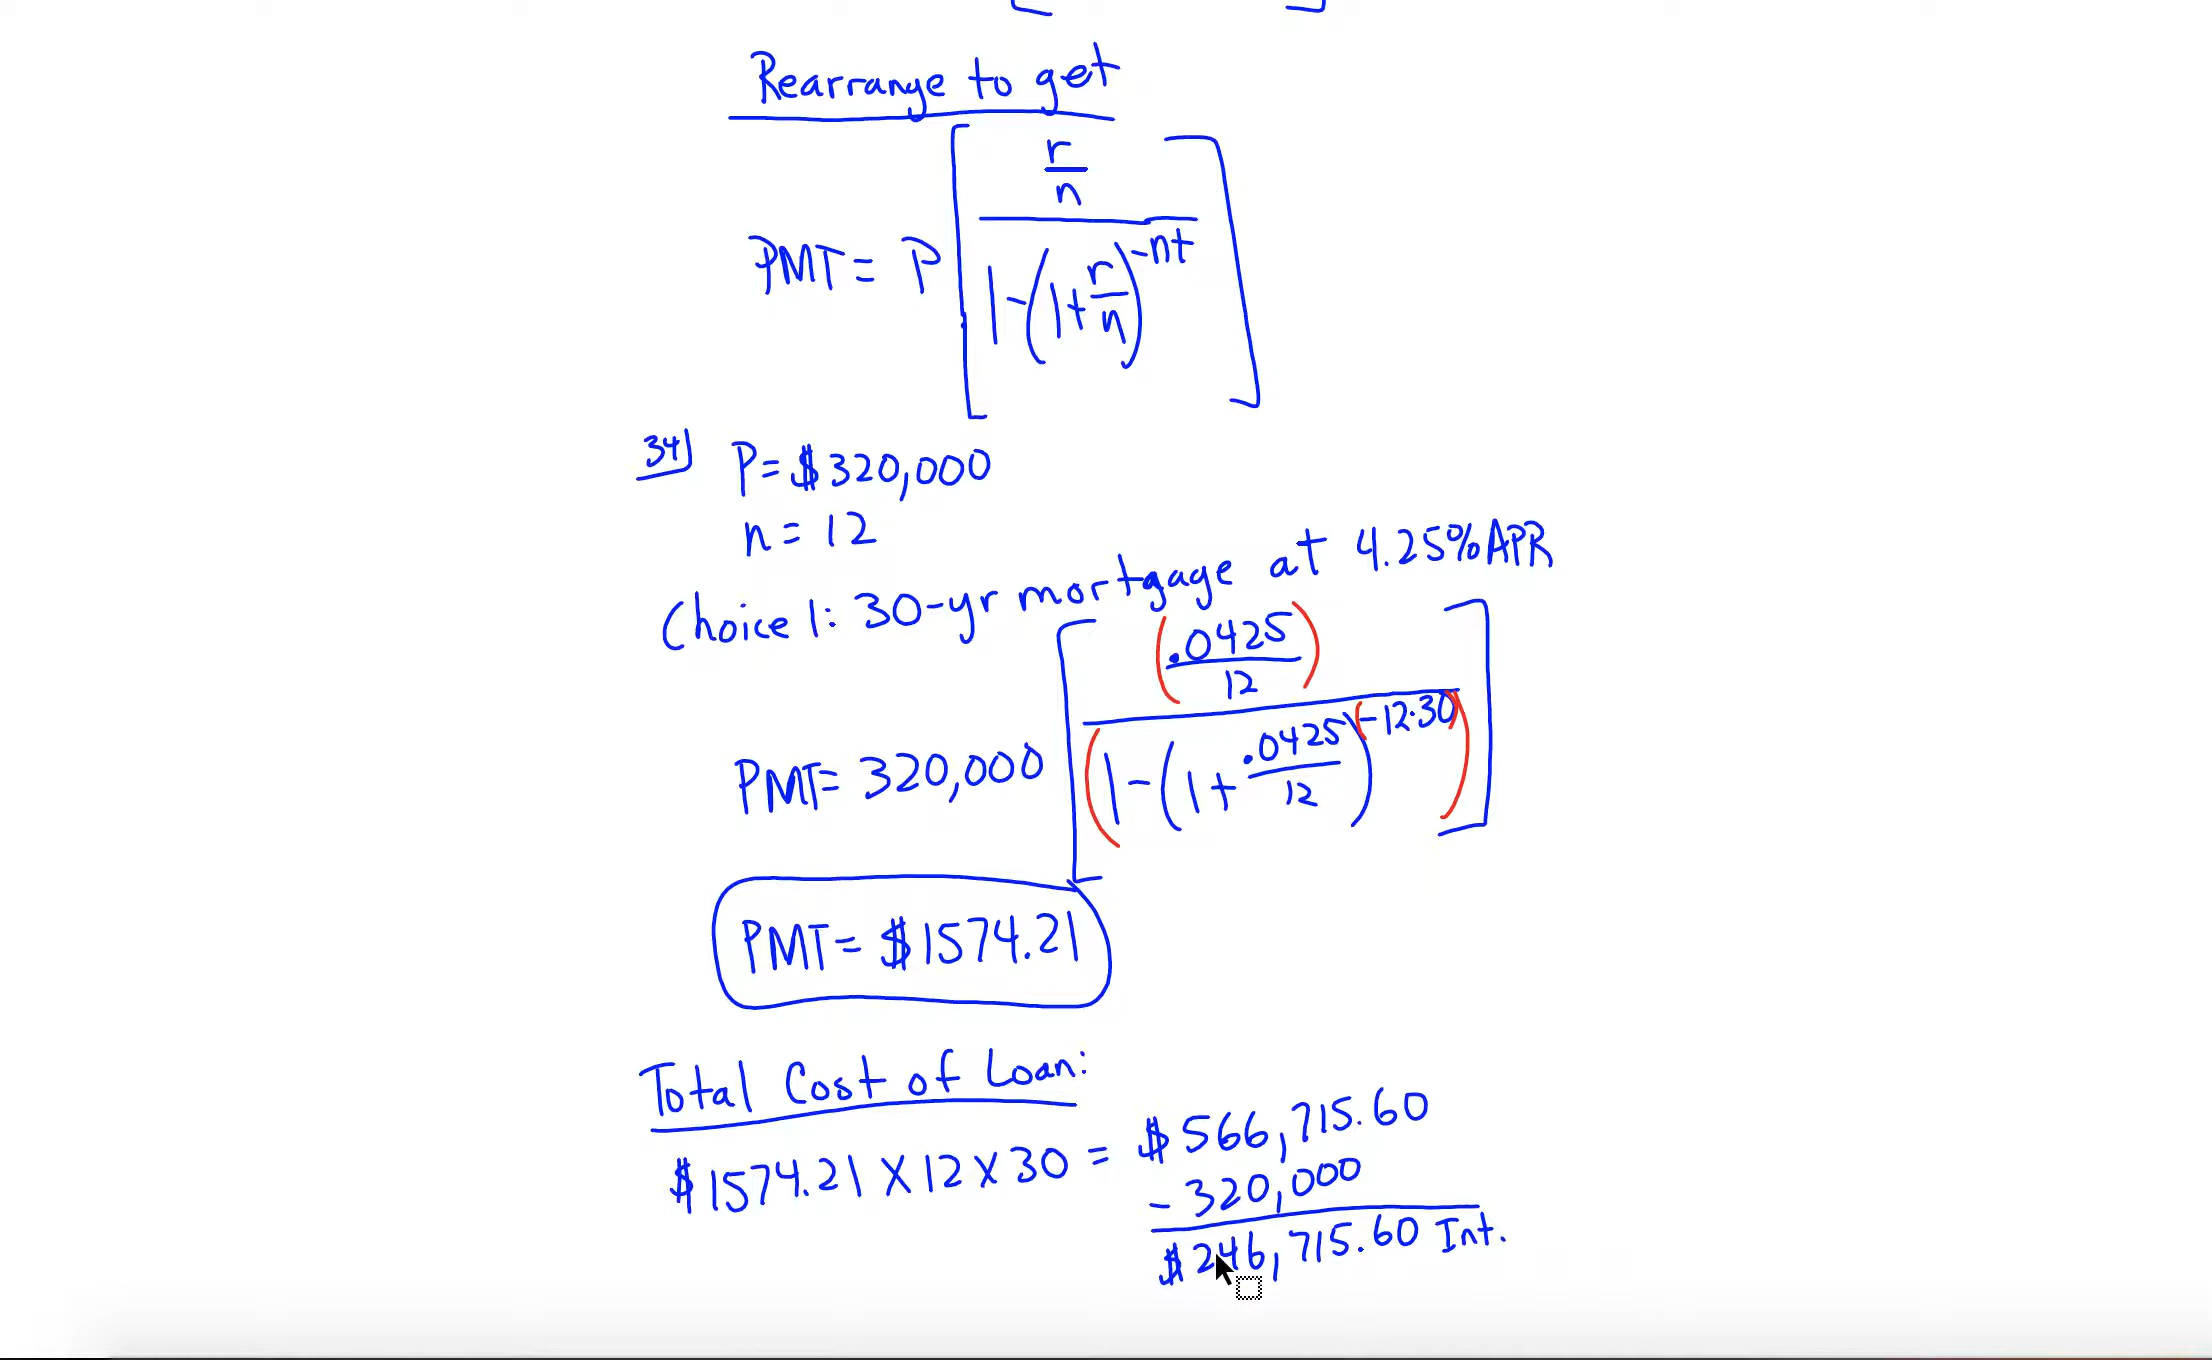 Rearrange to get
PMT = P [ (r/n) / (1-(1+r/n)^-nt) ]
34) P = $320,000
n = 12
Choice 1: 30-yr mortgage at 4.25% APR
PMT = 320,000 [ (.0425/12) / (1-(1+.0425/12)^(-12·30)) ]
PMT = $1574.21
Total Cost of Loan:
$1574.21 X 12 X 30 = $566,715.60
- 320,000
$246,715.60 Int.